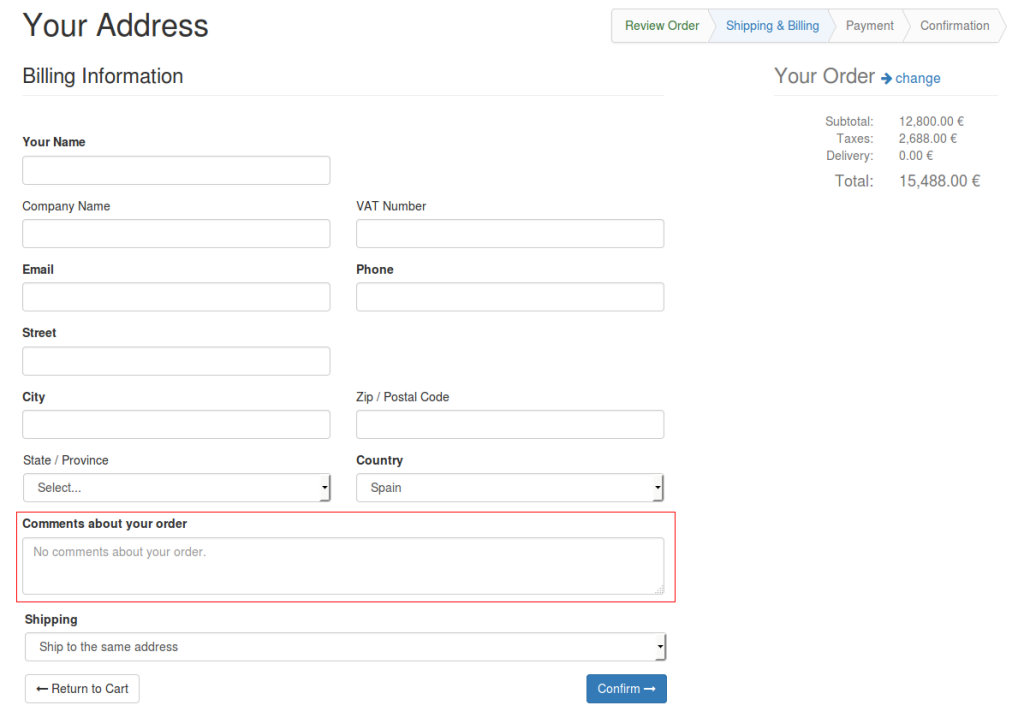 Your Address
Review Order Shipping & Billing Payment Confirmation
Billing Information
Your Order change
Subtotal: 12,800.00 €
Taxes: 2,688.00 €
Delivery: 0.00 €
Total: 15,488.00 €
Your Name
Company Name VAT Number
Email Phone
Street
City Zip / Postal Code
State / Province Country
Select... Spain
Comments about your order
No comments about your order.
Shipping
Ship to the same address
← Return to Cart Confirm →